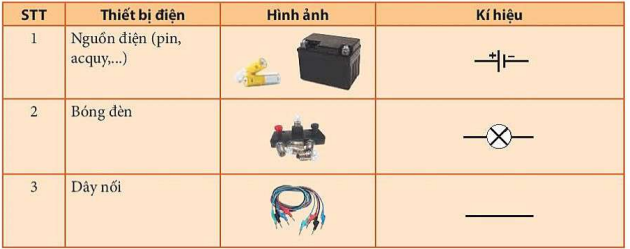 STT Thiết bị điện Hình ảnh Kí hiệu
1 Nguồn điện (pin,
acquy,...)
+ -
2 Bóng đèn
3 Dây nối